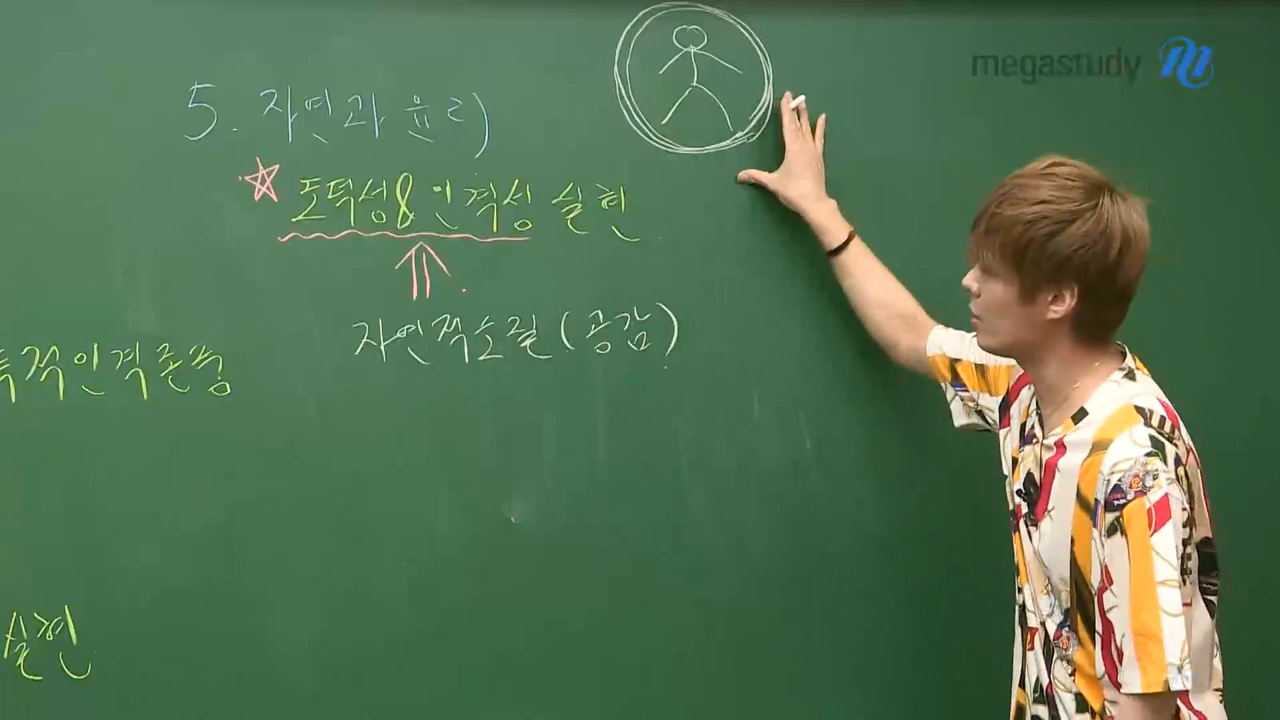 megastudy
5. 자연과 윤리)
도덕성 & 인격성 실현
자연적소질(공감)
적인격존중
실현